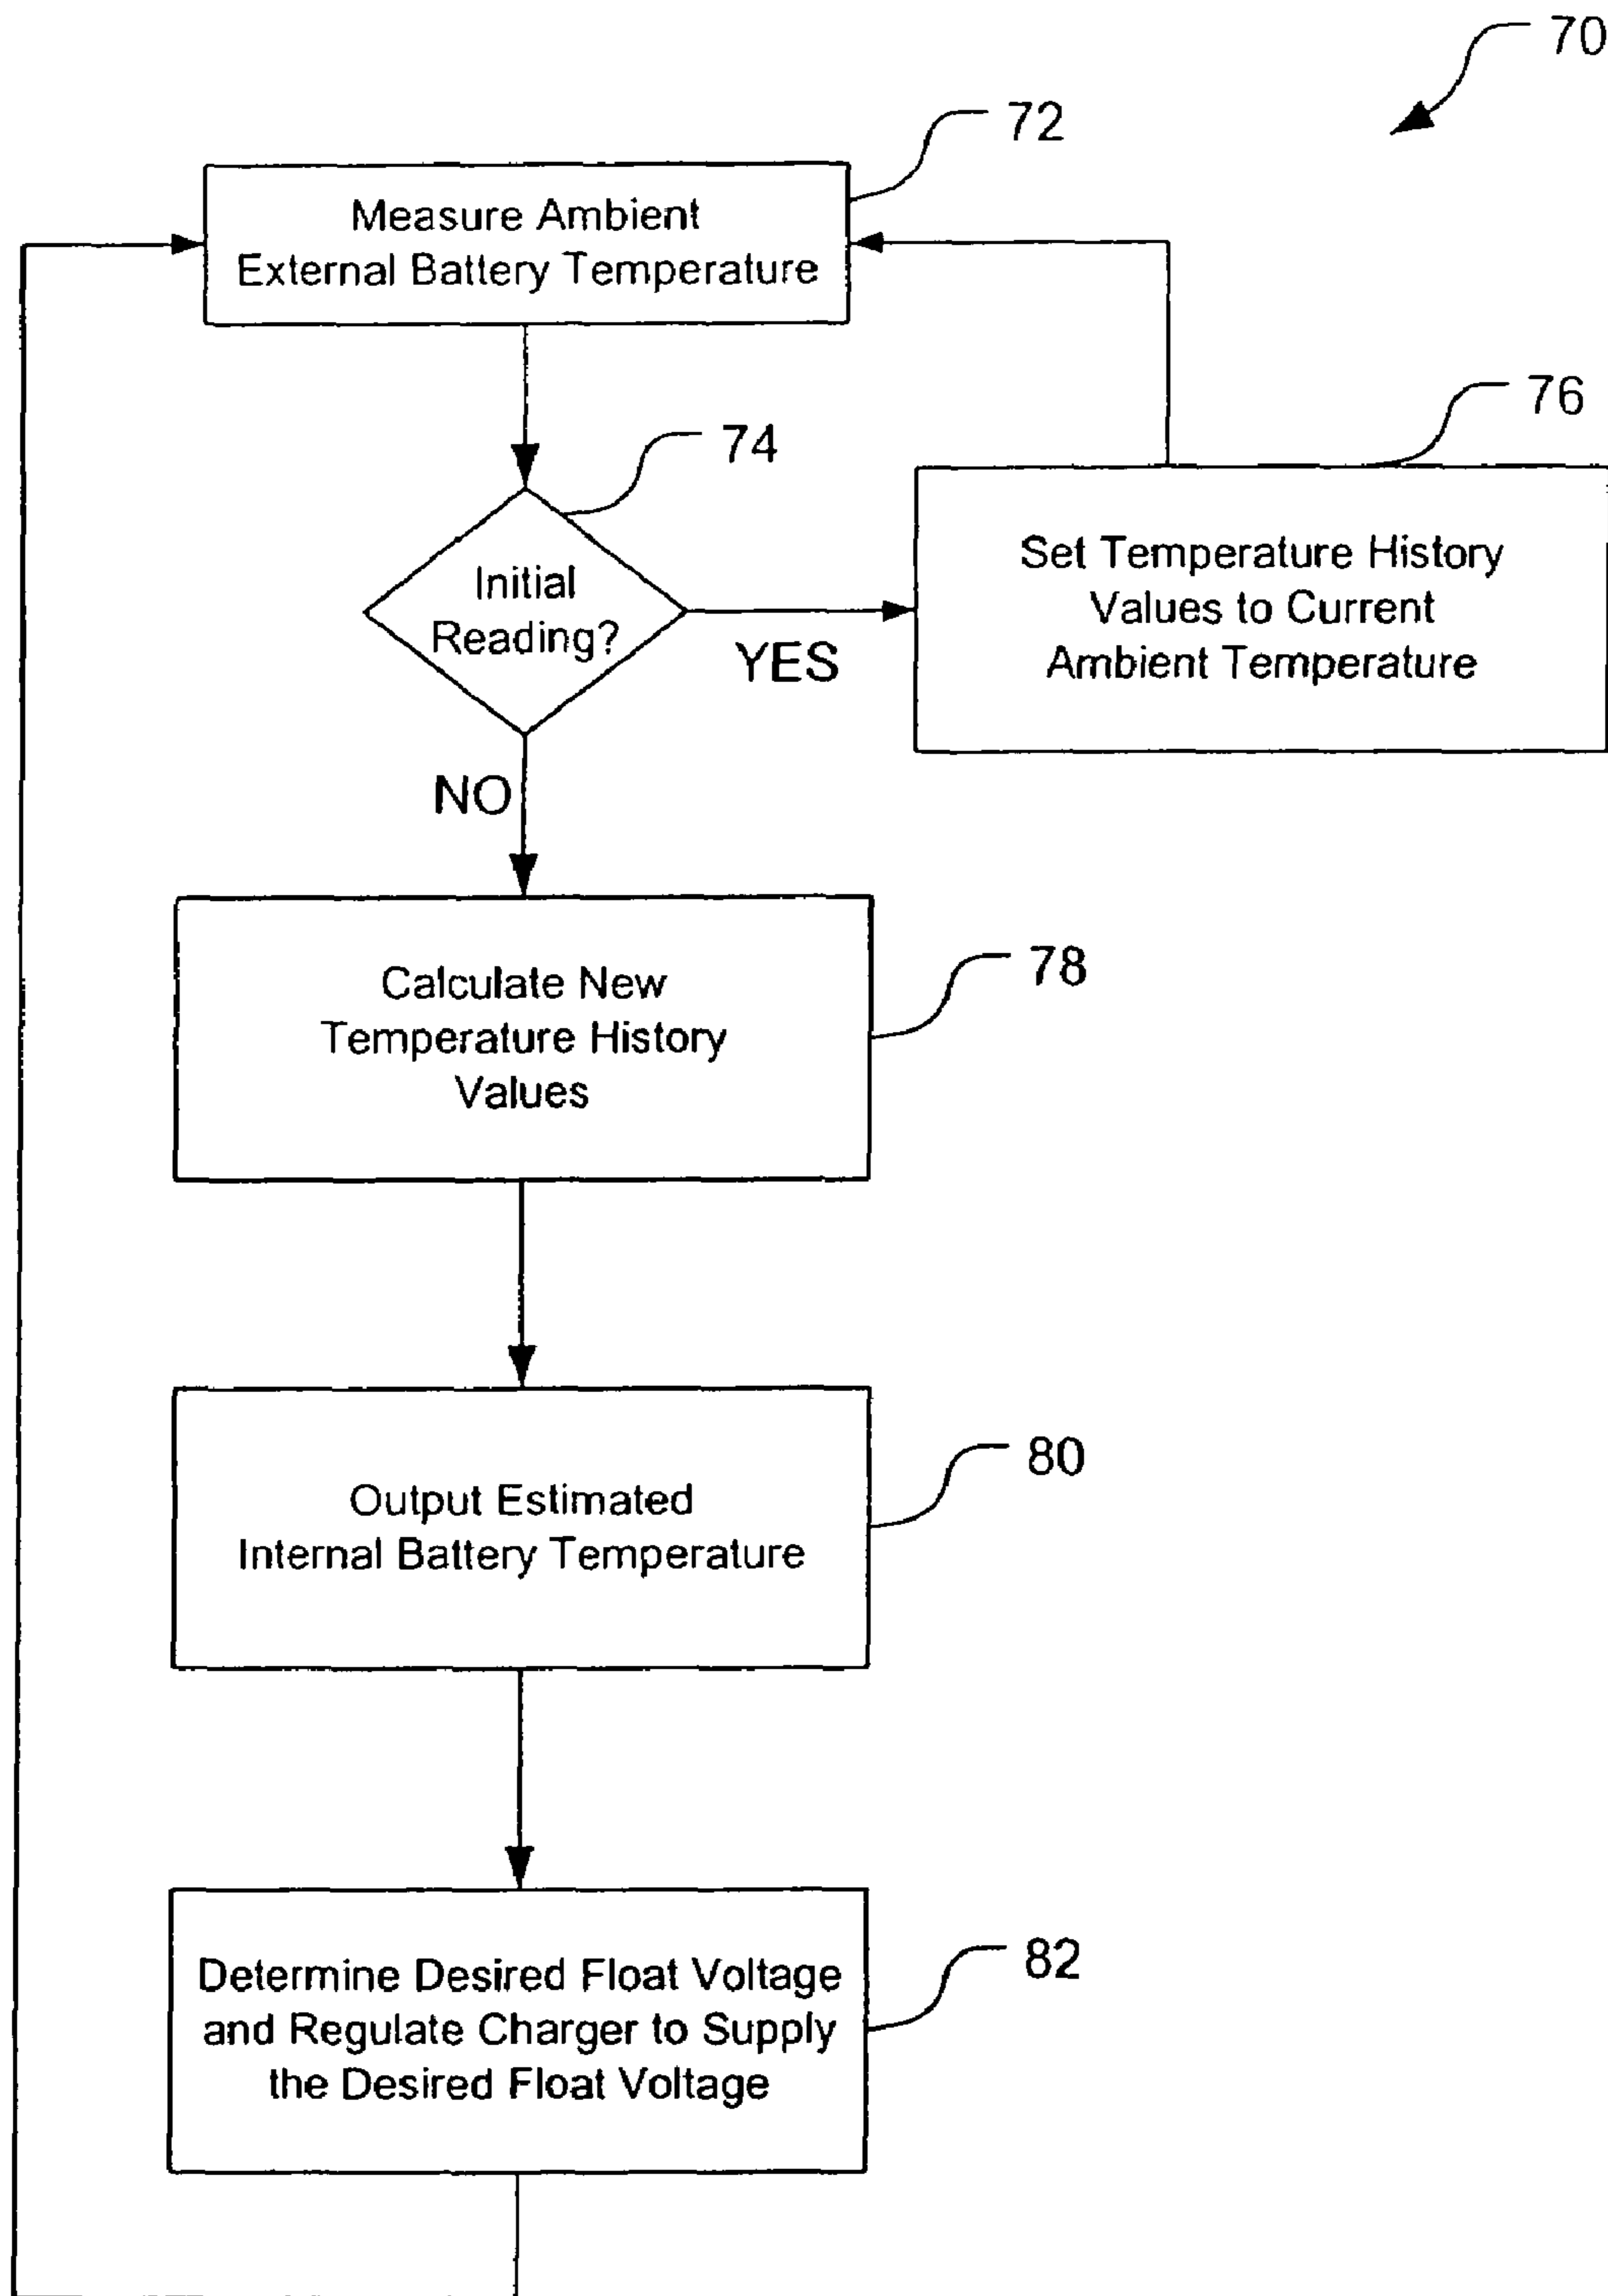 70
72
Measure Ambient
External Battery Temperature
74
Initial
Reading?
YES
76
Set Temperature History
Values to Current
Ambient Temperature
NO
78
Calculate New
Temperature History
Values
80
Output Estimated
Internal Battery Temperature
82
Determine Desired Float Voltage
and Regulate Charger to Supply
the Desired Float Voltage